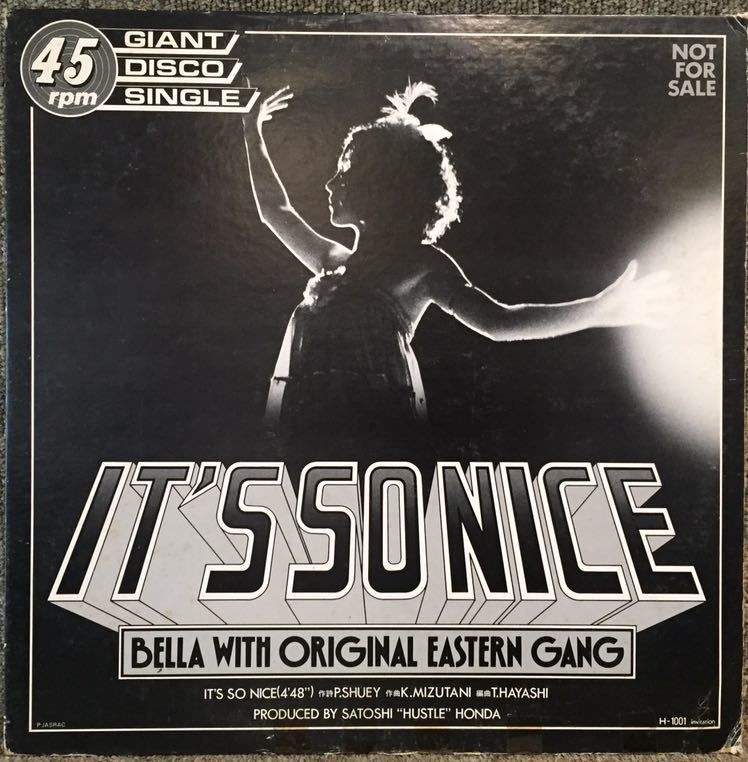 45
rpm
GIANT
DISCO
SINGLE
NOT
FOR
SALE
IT'S SO NICE
BELLA WITH ORIGINAL EASTERN GANG
IT'S SO NICE(4'48") 作詩P.SHUEY 作曲K.MIZUTANI 編曲T.HAYASHI
PRODUCED BY SATOSHI "HUSTLE" HONDA
P.JASRAC
H-1001 invitation